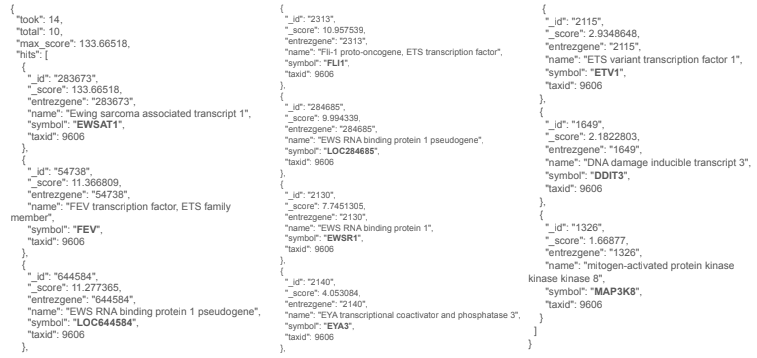 {
"took": 14,
"total": 10,
"max_score": 133.66518,
"hits": [
{
"_id": "283673",
"_score": 133.66518,
"entrezgene": "283673",
"name": "Ewing sarcoma associated transcript 1",
"symbol": "EWSAT1",
"taxid": 9606
},
{
"_id": "54738",
"_score": 11.366809,
"entrezgene": "54738",
"name": "FEV transcription factor, ETS family
member",
"symbol": "FEV",
"taxid": 9606
},
{
"_id": "644584",
"_score": 11.277365,
"entrezgene": "644584",
"name": "EWS RNA binding protein 1 pseudogene",
"symbol": "LOC644584",
"taxid": 9606
},
{
"_id": "2313",
"_score": 10.957539,
"entrezgene": "2313",
"name": "Fli-1 proto-oncogene, ETS transcription factor",
"symbol": "FLI1",
"taxid": 9606
},
{
"_id": "284685",
"_score": 9.994339,
"entrezgene": "284685",
"name": "EWS RNA binding protein 1 pseudogene",
"symbol": "LOC284685",
"taxid": 9606
},
{
"_id": "2130",
"_score": 7.7451305,
"entrezgene": "2130",
"name": "EWS RNA binding protein 1",
"symbol": "EWSR1",
"taxid": 9606
},
{
"_id": "2140",
"_score": 4.053084,
"entrezgene": "2140",
"name": "EYA transcriptional coactivator and phosphatase 3",
"symbol": "EYA3",
"taxid": 9606
},
{
"_id": "2115",
"_score": 2.9348648,
"entrezgene": "2115",
"name": "ETS variant transcription factor 1",
"symbol": "ETV1",
"taxid": 9606
},
{
"_id": "1649",
"_score": 2.1822803,
"entrezgene": "1649",
"name": "DNA damage inducible transcript 3",
"symbol": "DDIT3",
"taxid": 9606
},
{
"_id": "1326",
"_score": 1.66877,
"entrezgene": "1326",
"name": "mitogen-activated protein kinase
kinase kinase 8",
"symbol": "MAP3K8",
"taxid": 9606
}
]
}